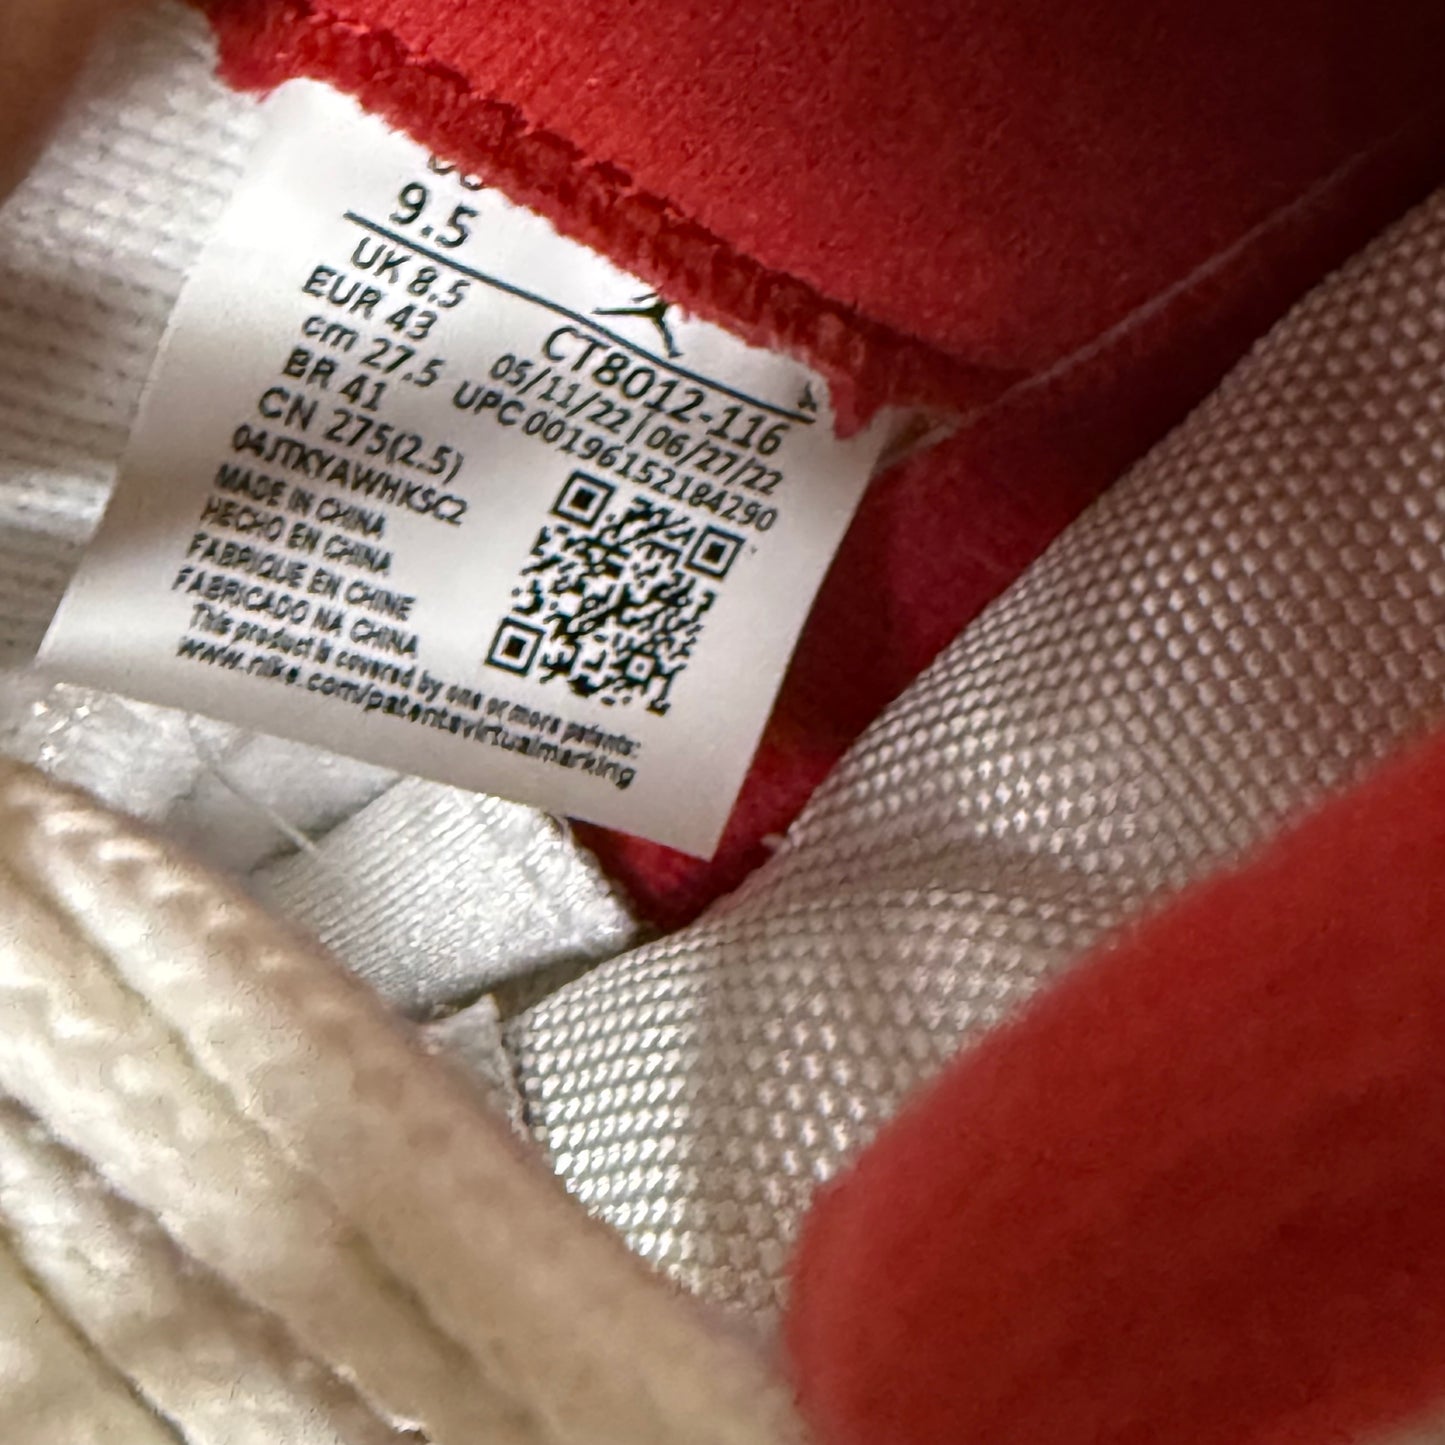 9.5
UK 8.5
EUR 43
cm 27.5
BR 41
CN 275(2.5)
CT8012-116
05/11/22 | 06/27/22
UPC 00196152184290
04JTKYAWHKSC2
MADE IN CHINA
HECHO EN CHINA
FABRIQUE EN CHINE
FABRICADO NA CHINA
This product is covered by one or more patents:
www.nike.com/patentsvirtualmarking